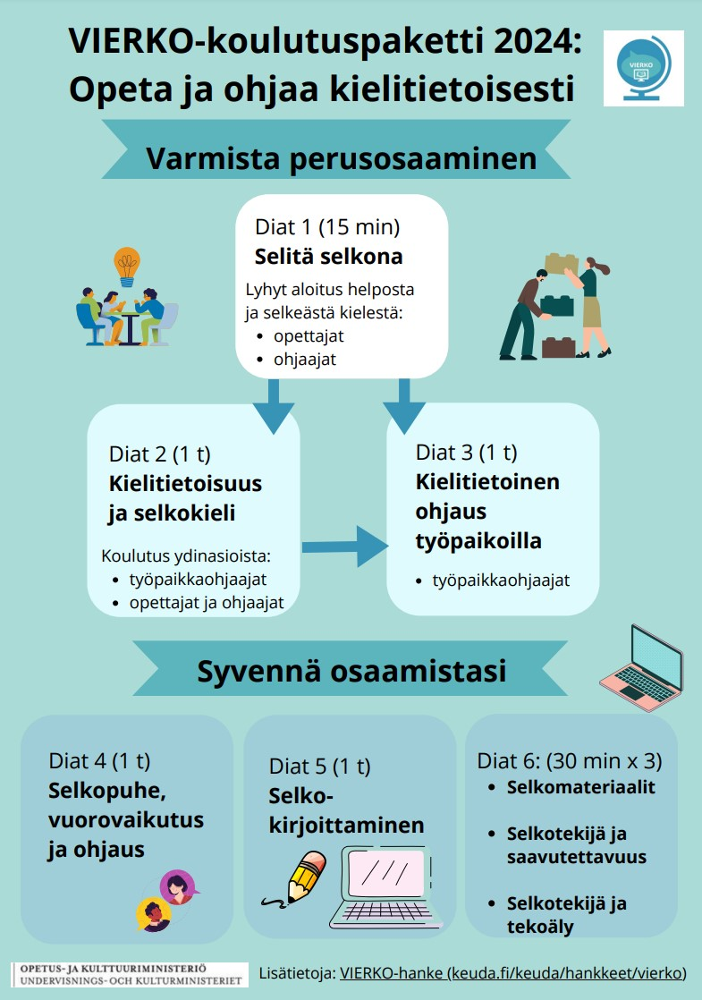 VIERKO-koulutuspaketti 2024:
Opeta ja ohjaa kielitietoisesti
VIERKO
Varmista perusosaaminen
Diat 1 (15 min)
Selitä selkona
Lyhyt aloitus helposta
ja selkeästä kielestä:
• opettajat
• ohjaajat
Diat 2 (1 t)
Kielitietoisuus
ja selkokieli
Koulutus ydinasioista:
• työpaikkaohjaajat
• opettajat ja ohjaajat
Diat 3 (1 t)
Kielitietoinen
ohjaus
työpaikoilla
• työpaikkaohjaajat
Syvennä osaamistasi
Diat 4 (1 t)
Selkopuhe,
vuorovaikutus
ja ohjaus
Diat 5 (1 t)
Selko-
kirjoittaminen
Diat 6: (30 min x 3)
• Selkomateriaalit
• Selkotekijä ja
saavutettavuus
• Selkotekijä ja
tekoäly
OPETUS- JA KULTTUURIMINISTERIÖ
UNDERVISNINGS- OCH KULTURMINISTERIET
Lisätietoja: VIERKO-hanke (keuda.fi/keuda/hankkeet/vierko)